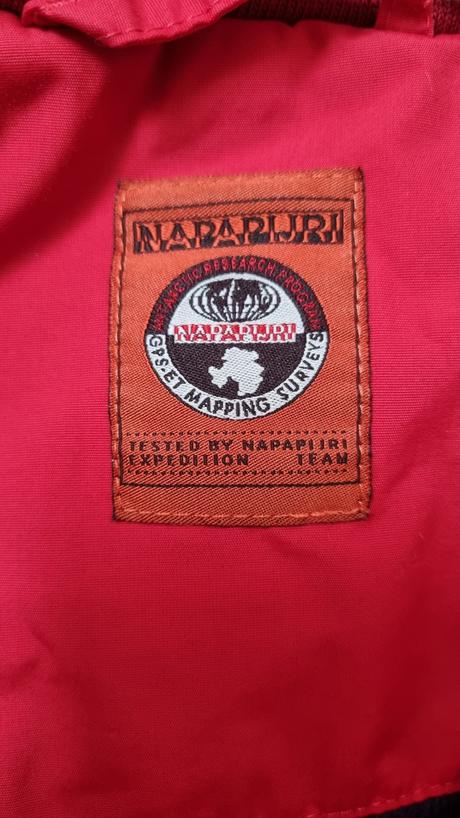 NAPAPIJRI
ANTARCTIC RESEARCH PROGRAM
NAPAPIJRI
GPS-ET MAPPING SURVEYS
TESTED BY NAPAPIJRI
EXPEDITION TEAM